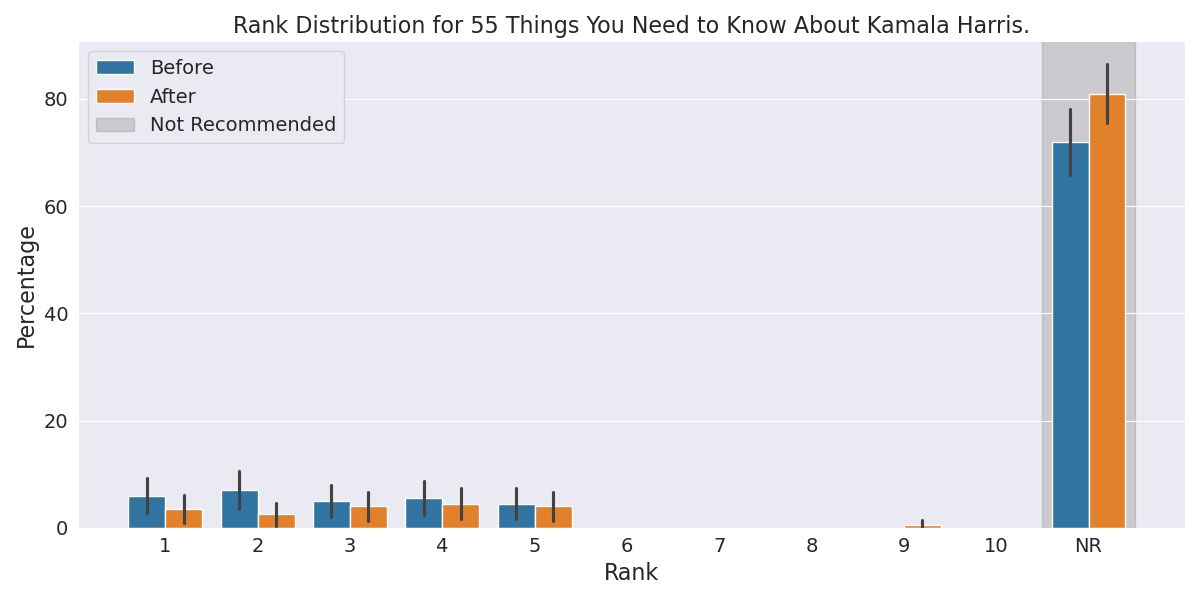 Rank Distribution for 55 Things You Need to Know About Kamala Harris.
Before
After
Not Recommended
Percentage
80
60
40
20
0
1 2 3 4 5 6 7 8 9 10 NR
Rank